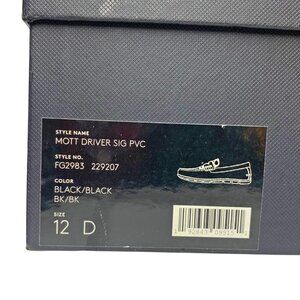 STYLE NAME
MOTT DRIVER SIG PVC
STYLE NO.
FG2983 229207
COLOR
BLACK/BLACK
BK/BK
SIZE
12 D